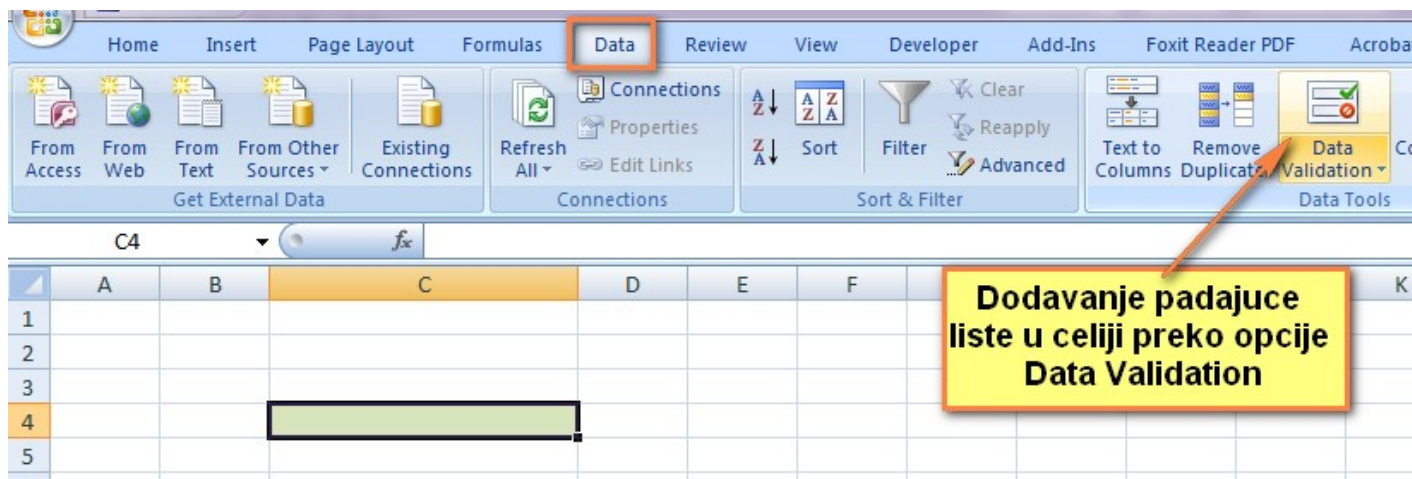 Home Insert Page Layout Formulas Data Review View Developer Add-Ins Foxit Reader PDF
From Access
From Web
From Text
From Other Sources
Existing Connections
Get External Data
Refresh All
Connections
Properties
Edit Links
Connections
Sort
Filter
Clear
Reapply
Advanced
Sort & Filter
Text to Columns
Remove
Data Validation
Data Tools
C4 fx
A B C D E F K
1
2
3
4
5
Dodavanje padajuce
liste u celiji preko opcije
Data Validation